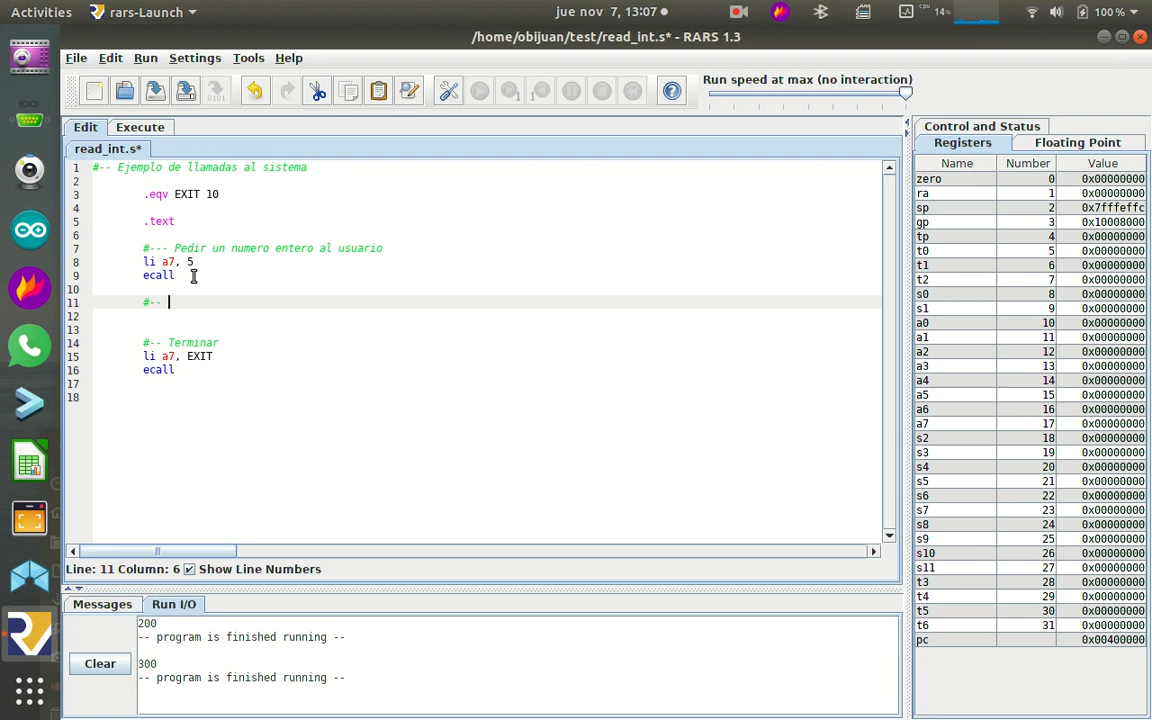 Activities rars-Launch jue nov 7, 13:07 cpu 14% 100%
/home/obijuan/test/read_int.s* - RARS 1.3
File Edit Run Settings Tools Help
Run speed at max (no interaction)
Edit Execute
read_int.s*
1 #-- Ejemplo de llamadas al sistema
2
3 .eqv EXIT 10
4
5 .text
6
7 #--- Pedir un numero entero al usuario
8 li a7, 5
9 ecall
10
11 #--
12
13
14 #-- Terminar
15 li a7, EXIT
16 ecall
17
18
Line: 11 Column: 6 Show Line Numbers
Messages Run I/O
Clear
200
-- program is finished running --
300
-- program is finished running --
Control and Status
Registers Floating Point
Name Number Value
zero 0 0x00000000
ra 1 0x00000000
sp 2 0x7fffeffc
gp 3 0x10008000
tp 4 0x00000000
t0 5 0x00000000
t1 6 0x00000000
t2 7 0x00000000
s0 8 0x00000000
s1 9 0x00000000
a0 10 0x00000000
a1 11 0x00000000
a2 12 0x00000000
a3 13 0x00000000
a4 14 0x00000000
a5 15 0x00000000
a6 16 0x00000000
a7 17 0x00000000
s2 18 0x00000000
s3 19 0x00000000
s4 20 0x00000000
s5 21 0x00000000
s6 22 0x00000000
s7 23 0x00000000
s8 24 0x00000000
s9 25 0x00000000
s10 26 0x00000000
s11 27 0x00000000
t3 28 0x00000000
t4 29 0x00000000
t5 30 0x00000000
t6 31 0x00000000
pc 0x00400000